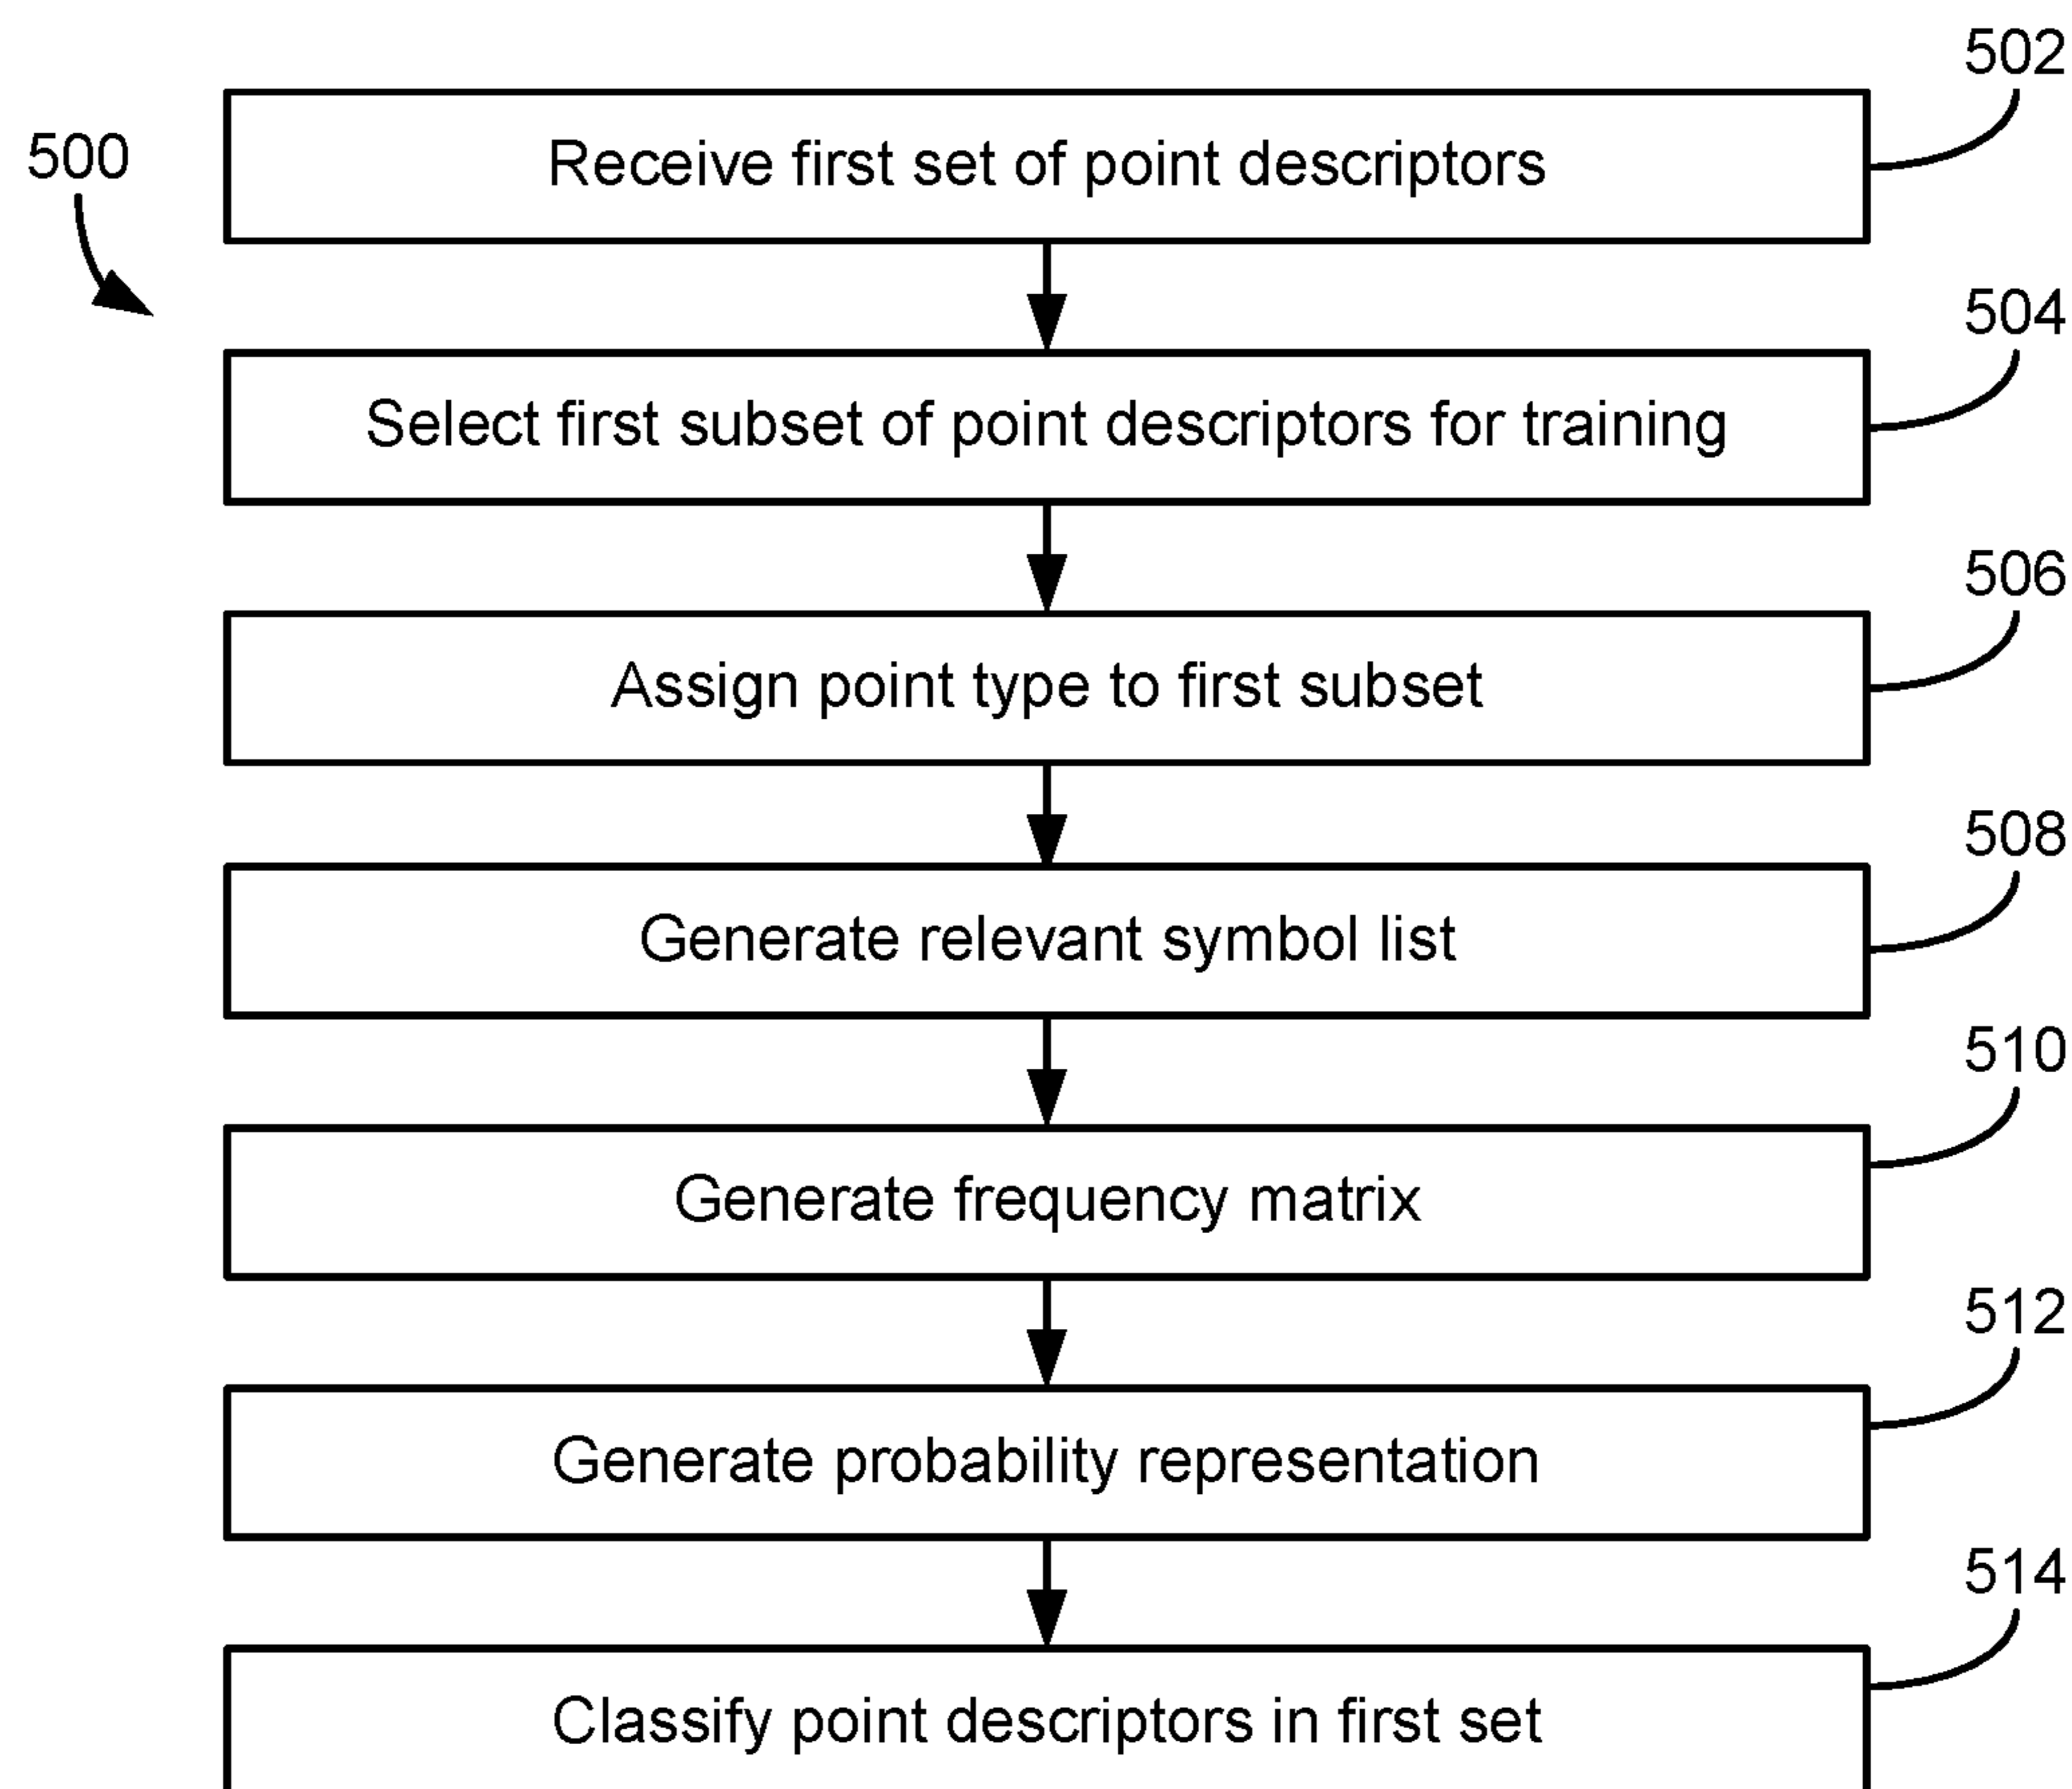 502
500
Receive first set of point descriptors
504
Select first subset of point descriptors for training
506
Assign point type to first subset
508
Generate relevant symbol list
510
Generate frequency matrix
512
Generate probability representation
514
Classify point descriptors in first set